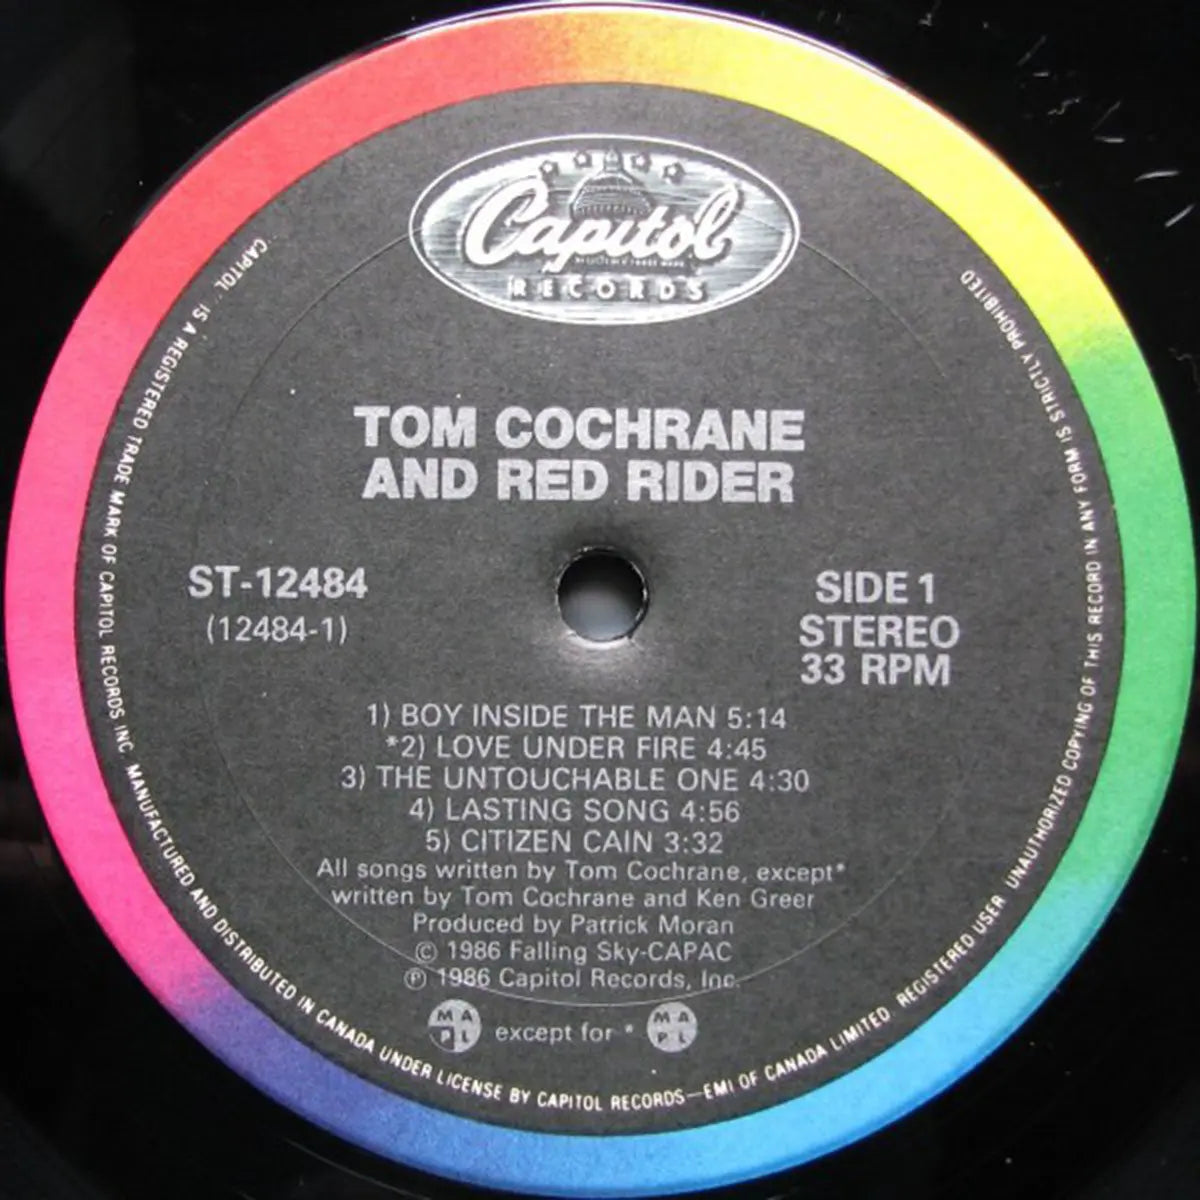 Capitol
RECORDS
TOM COCHRANE
AND RED RIDER
ST-12484
(12484-1)
SIDE 1
STEREO
33 RPM
1) BOY INSIDE THE MAN 5:14
*2) LOVE UNDER FIRE 4:45
3) THE UNTOUCHABLE ONE 4:30
4) LASTING SONG 4:56
5) CITIZEN CAIN 3:32
All songs written by Tom Cochrane, except*
written by Tom Cochrane and Ken Greer
Produced by Patrick Moran
© 1986 Falling Sky-CAPAC
℗ 1986 Capitol Records, Inc.
MAPL except for * MAPL
CAPITOL IS A REGISTERED TRADE MARK OF CAPITOL RECORDS INC. MANUFACTURED AND DISTRIBUTED IN CANADA UNDER LICENSE BY CAPITOL RECORDS—EMI OF CANADA LIMITED REGISTERED USER UNAUTHORIZED COPYING OF THIS RECORD IN ANY FORM IS STRICTLY PROHIBITED